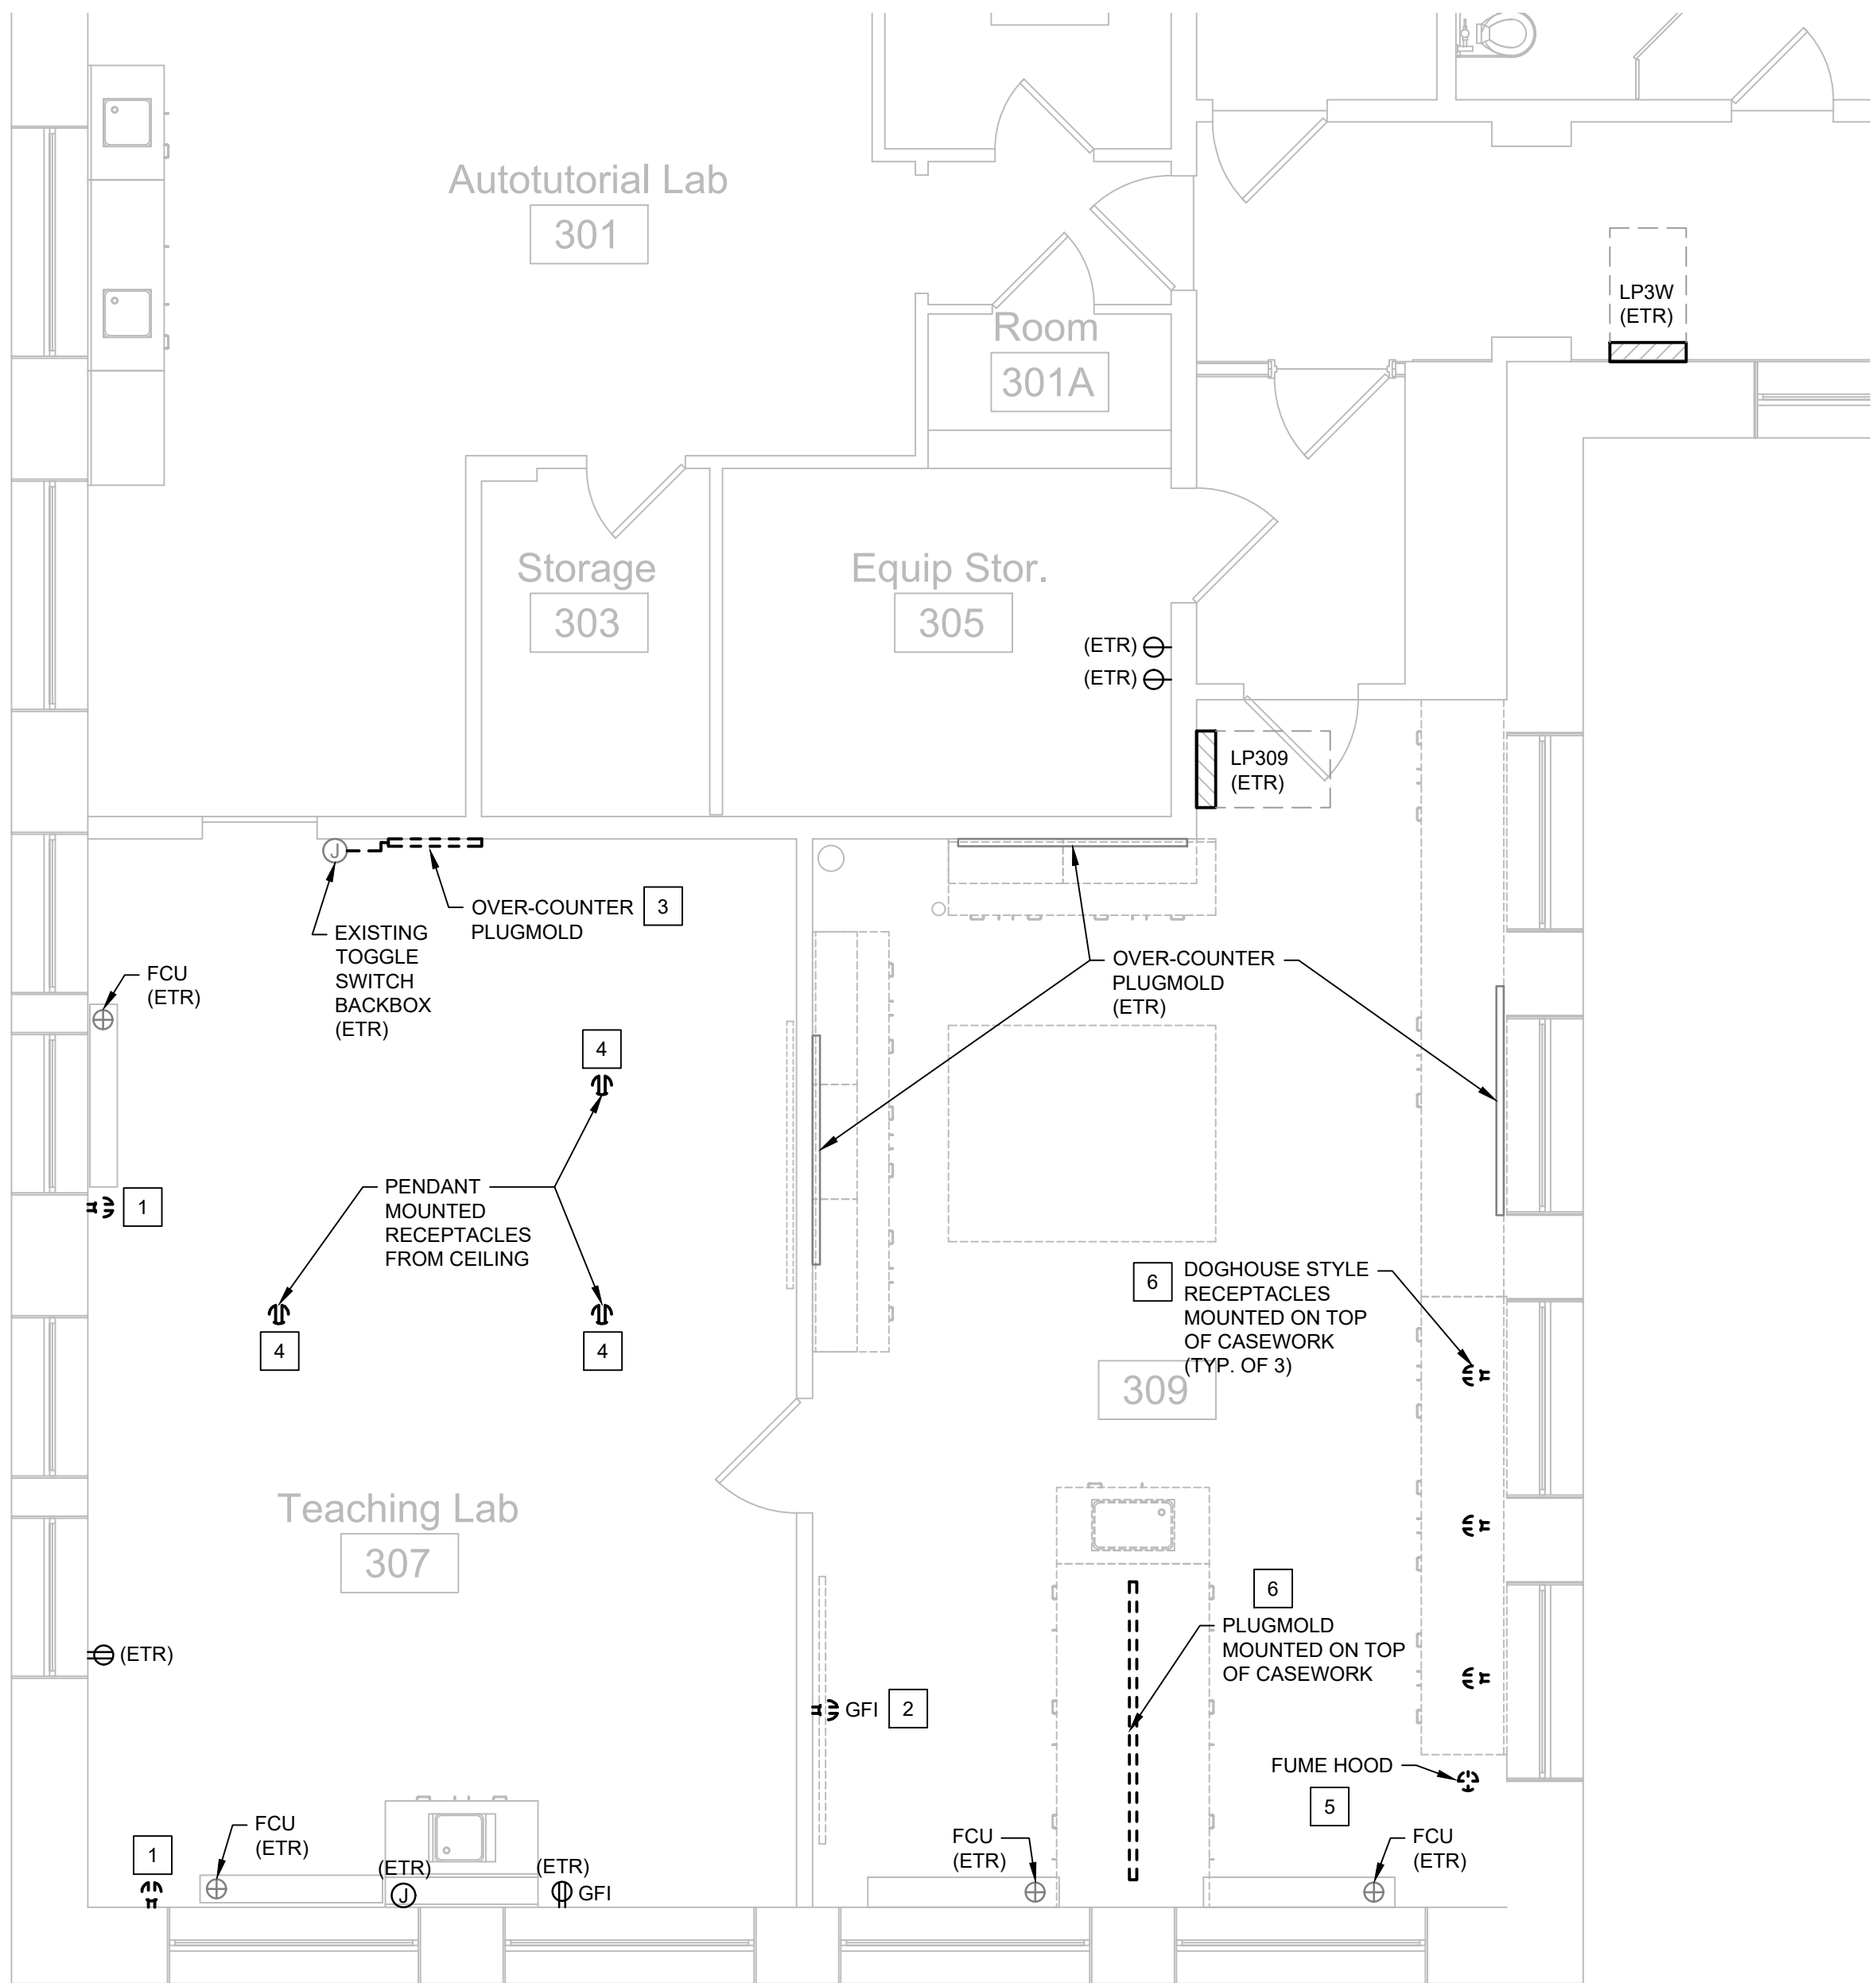 Autotutorial Lab
301
LP3W
(ETR)
Room
301A
Storage
303
Equip Stor.
305
(ETR)
(ETR)
LP309
(ETR)
J
OVER-COUNTER
PLUGMOLD
3
EXISTING
TOGGLE
SWITCH
BACKBOX
(ETR)
FCU
(ETR)
OVER-COUNTER
PLUGMOLD
(ETR)
4
PENDANT
MOUNTED
RECEPTACLES
FROM CEILING
1
4
4
6
DOGHOUSE STYLE
RECEPTACLES
MOUNTED ON TOP
OF CASEWORK
(TYP. OF 3)
309
Teaching Lab
307
6
PLUGMOLD
MOUNTED ON TOP
OF CASEWORK
(ETR)
GFI
2
FUME HOOD
5
FCU
(ETR)
1
(ETR)
J
(ETR)
GFI
FCU
(ETR)
FCU
(ETR)